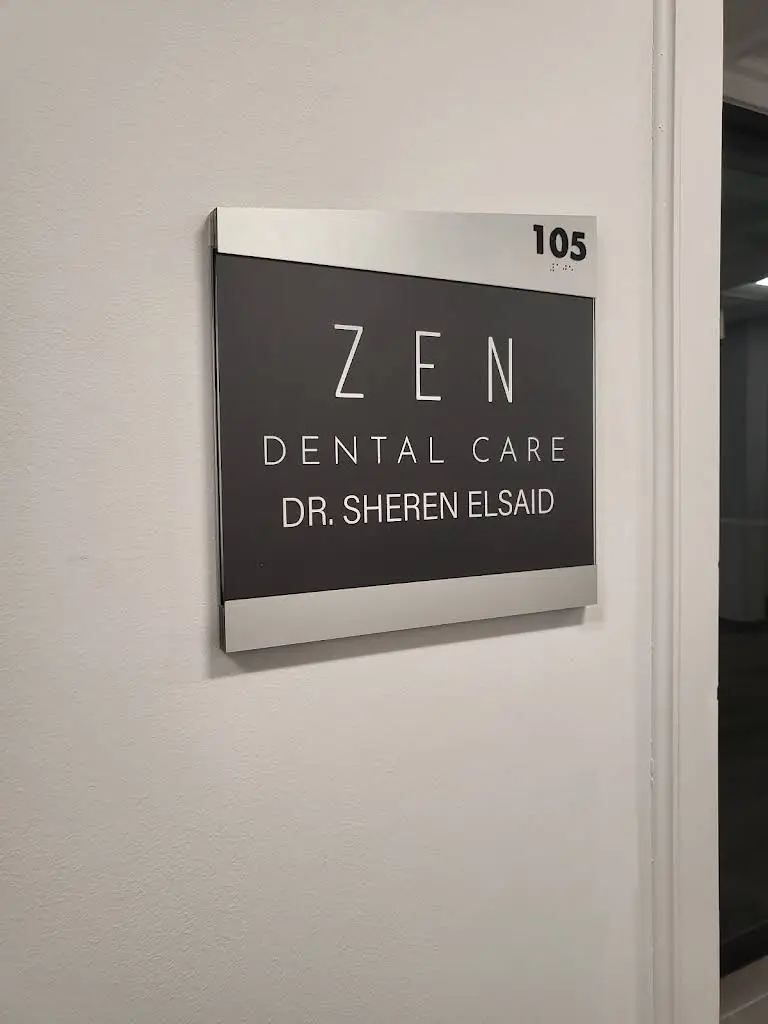 105
ZEN
DENTAL CARE
DR. SHEREN ELSAID